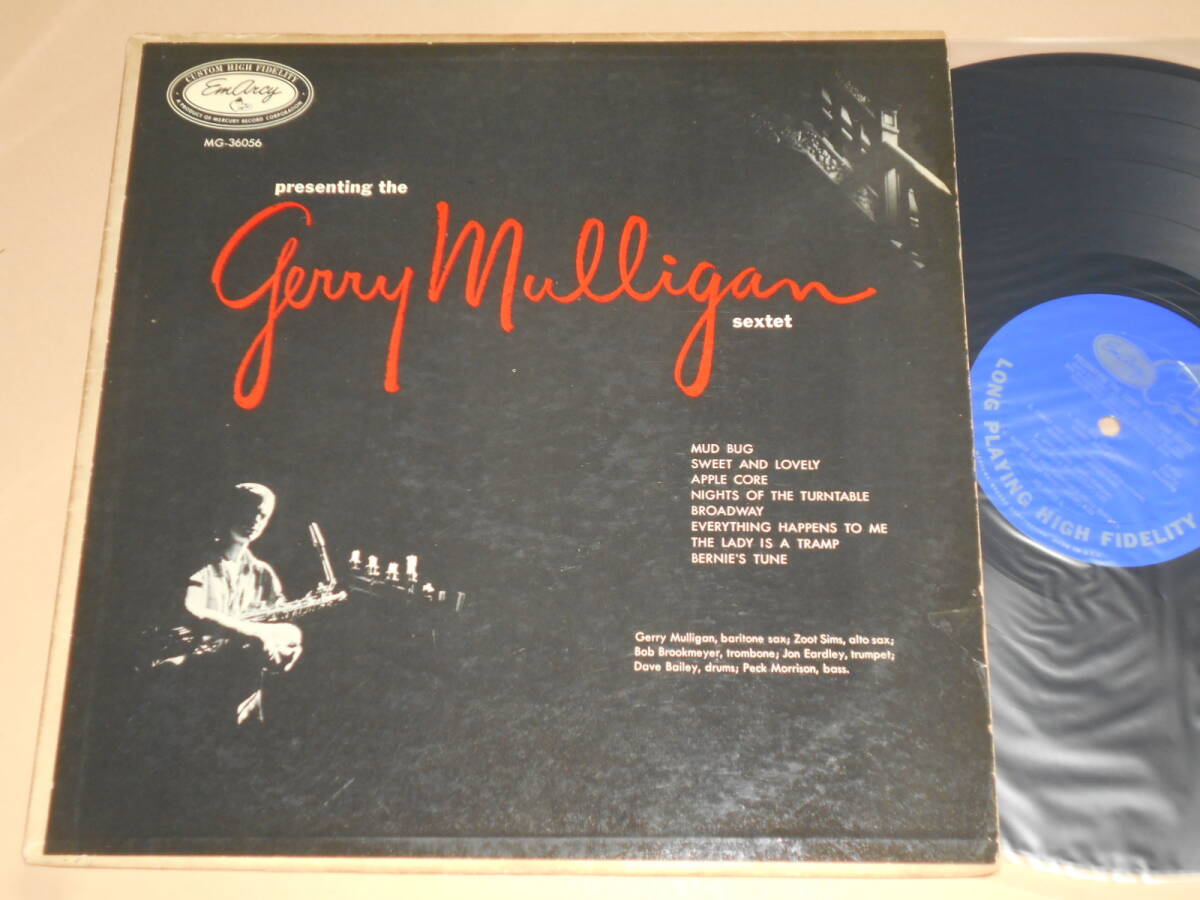 CUSTOM HIGH FIDELITY
EmArcy
A PRODUCT OF MERCURY RECORD CORPORATION
MG-36056
presenting the
Gerry Mulligan
sextet
MUD BUG
SWEET AND LOVELY
APPLE CORE
NIGHTS OF THE TURNTABLE
BROADWAY
EVERYTHING HAPPENS TO ME
THE LADY IS A TRAMP
BERNIE'S TUNE
Gerry Mulligan, baritone sax; Zoot Sims, alto sax;
Bob Brookmeyer, trombone; Jon Eardley, trumpet;
Dave Bailey, drums; Peck Morrison, bass.
LONG PLAYING HIGH FIDELITY